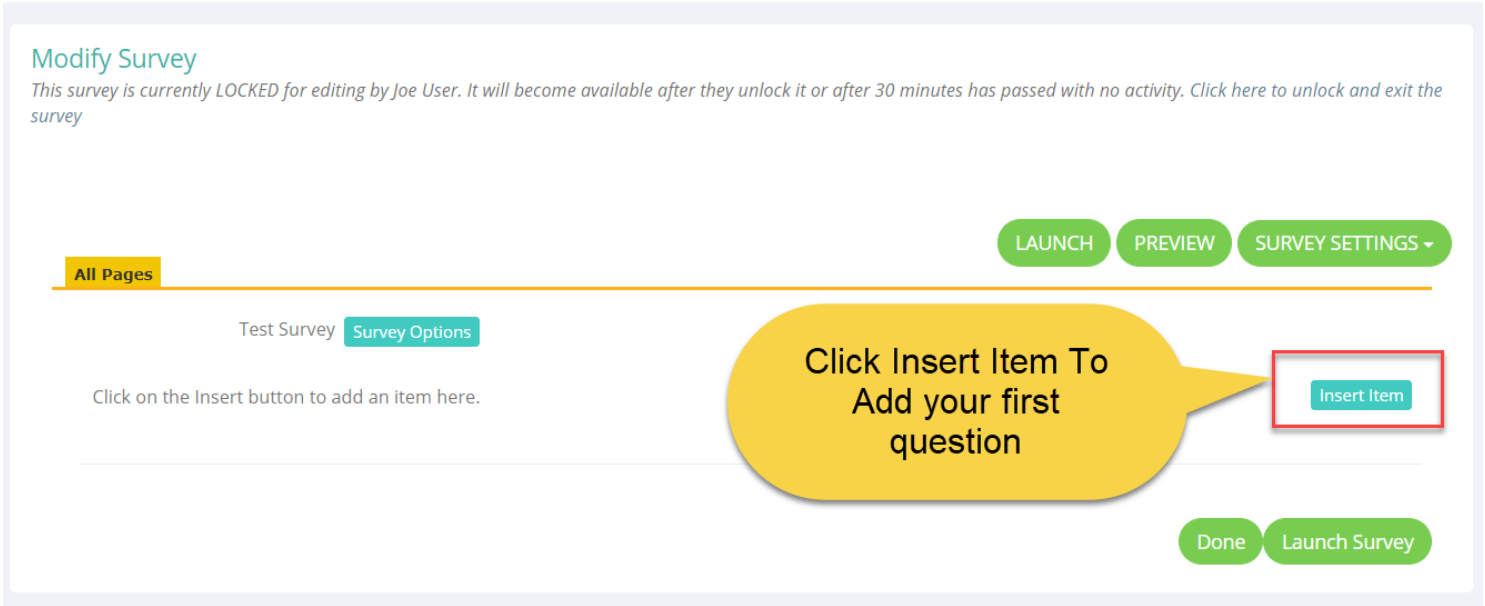 Modify Survey
This survey is currently LOCKED for editing by Joe User. It will become available after they unlock it or after 30 minutes has passed with no activity. Click here to unlock and exit the
survey
LAUNCH PREVIEW SURVEY SETTINGS
All Pages
Test Survey Survey Options
Click Insert Item To
Add your first
question
Click on the Insert button to add an item here.
Insert Item
Done Launch Survey